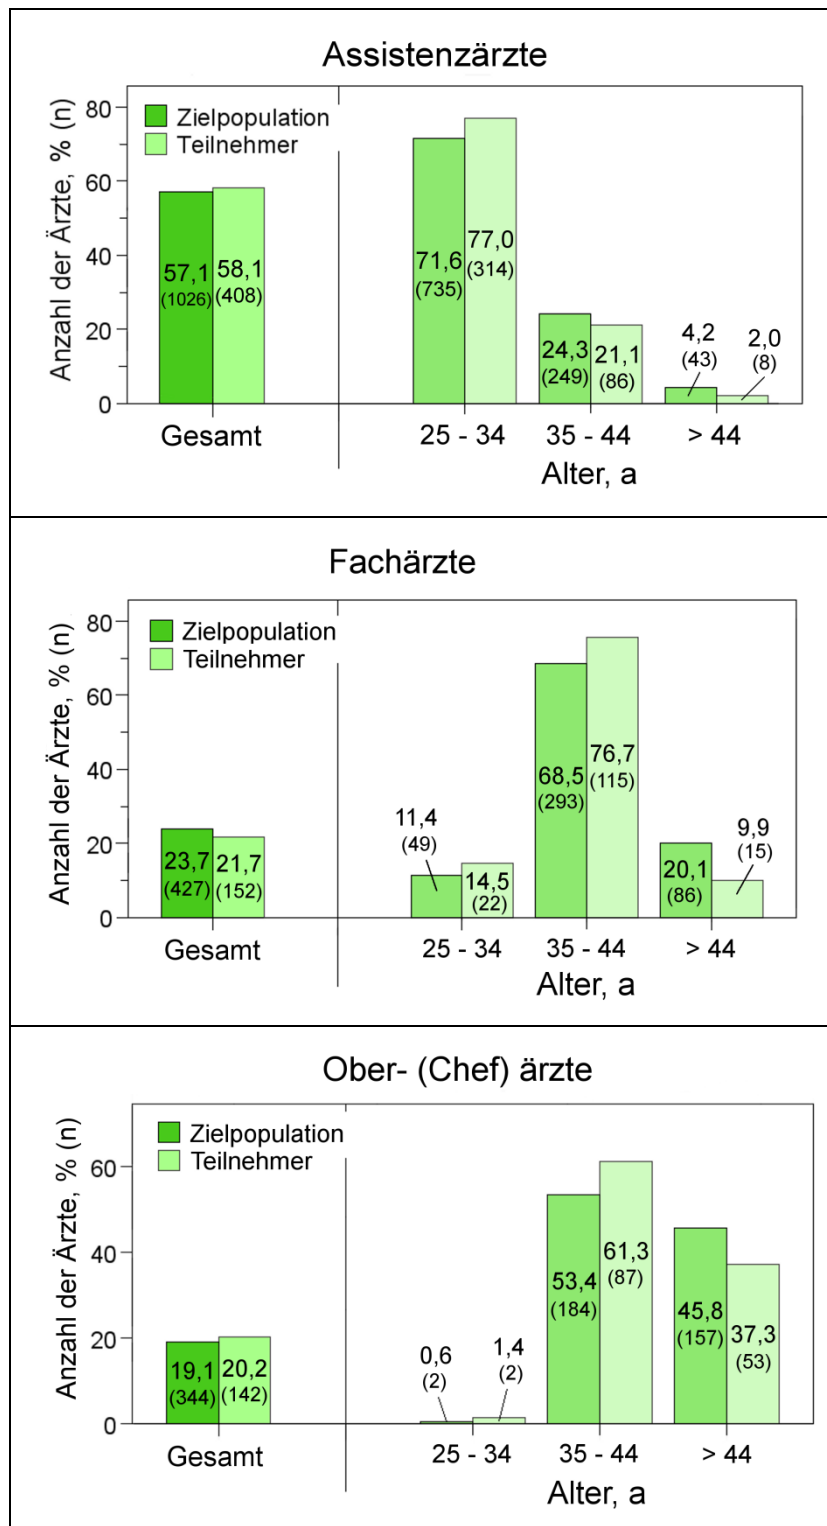 Assistenzärzte
Anzahl der Ärzte, % (n)
80
60
40
20
0
Zielpopulation
Teilnehmer
57,1
(1026)
58,1
(408)
71,6
(735)
77,0
(314)
24,3
(249)
21,1
(86)
4,2
(43)
2,0
(8)
Gesamt
25 - 34
35 - 44
> 44
Alter, a
Fachärzte
Anzahl der Ärzte, % (n)
80
60
40
20
0
Zielpopulation
Teilnehmer
23,7
(427)
21,7
(152)
11,4
(49)
14,5
(22)
68,5
(293)
76,7
(115)
20,1
(86)
9,9
(15)
Gesamt
25 - 34
35 - 44
> 44
Alter, a
Ober- (Chef) ärzte
Anzahl der Ärzte, % (n)
60
40
20
0
Zielpopulation
Teilnehmer
19,1
(344)
20,2
(142)
0,6
(2)
1,4
(2)
53,4
(184)
61,3
(87)
45,8
(157)
37,3
(53)
Gesamt
25 - 34
35 - 44
> 44
Alter, a